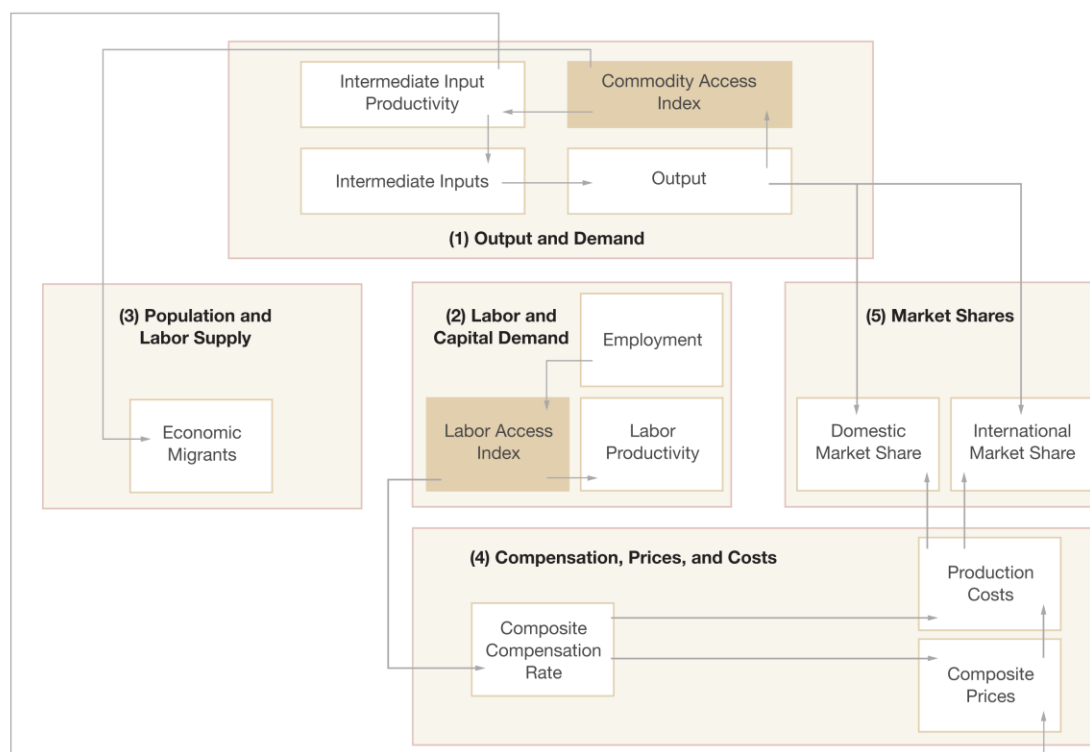 Intermediate Input
Productivity
Commodity Access
Index
Intermediate Inputs
Output
(1) Output and Demand
(3) Population and
Labor Supply
Economic
Migrants
(2) Labor and
Capital Demand
Employment
Labor Access
Index
Labor
Productivity
(5) Market Shares
Domestic
Market Share
International
Market Share
(4) Compensation, Prices, and Costs
Production
Costs
Composite
Compensation
Rate
Composite
Prices